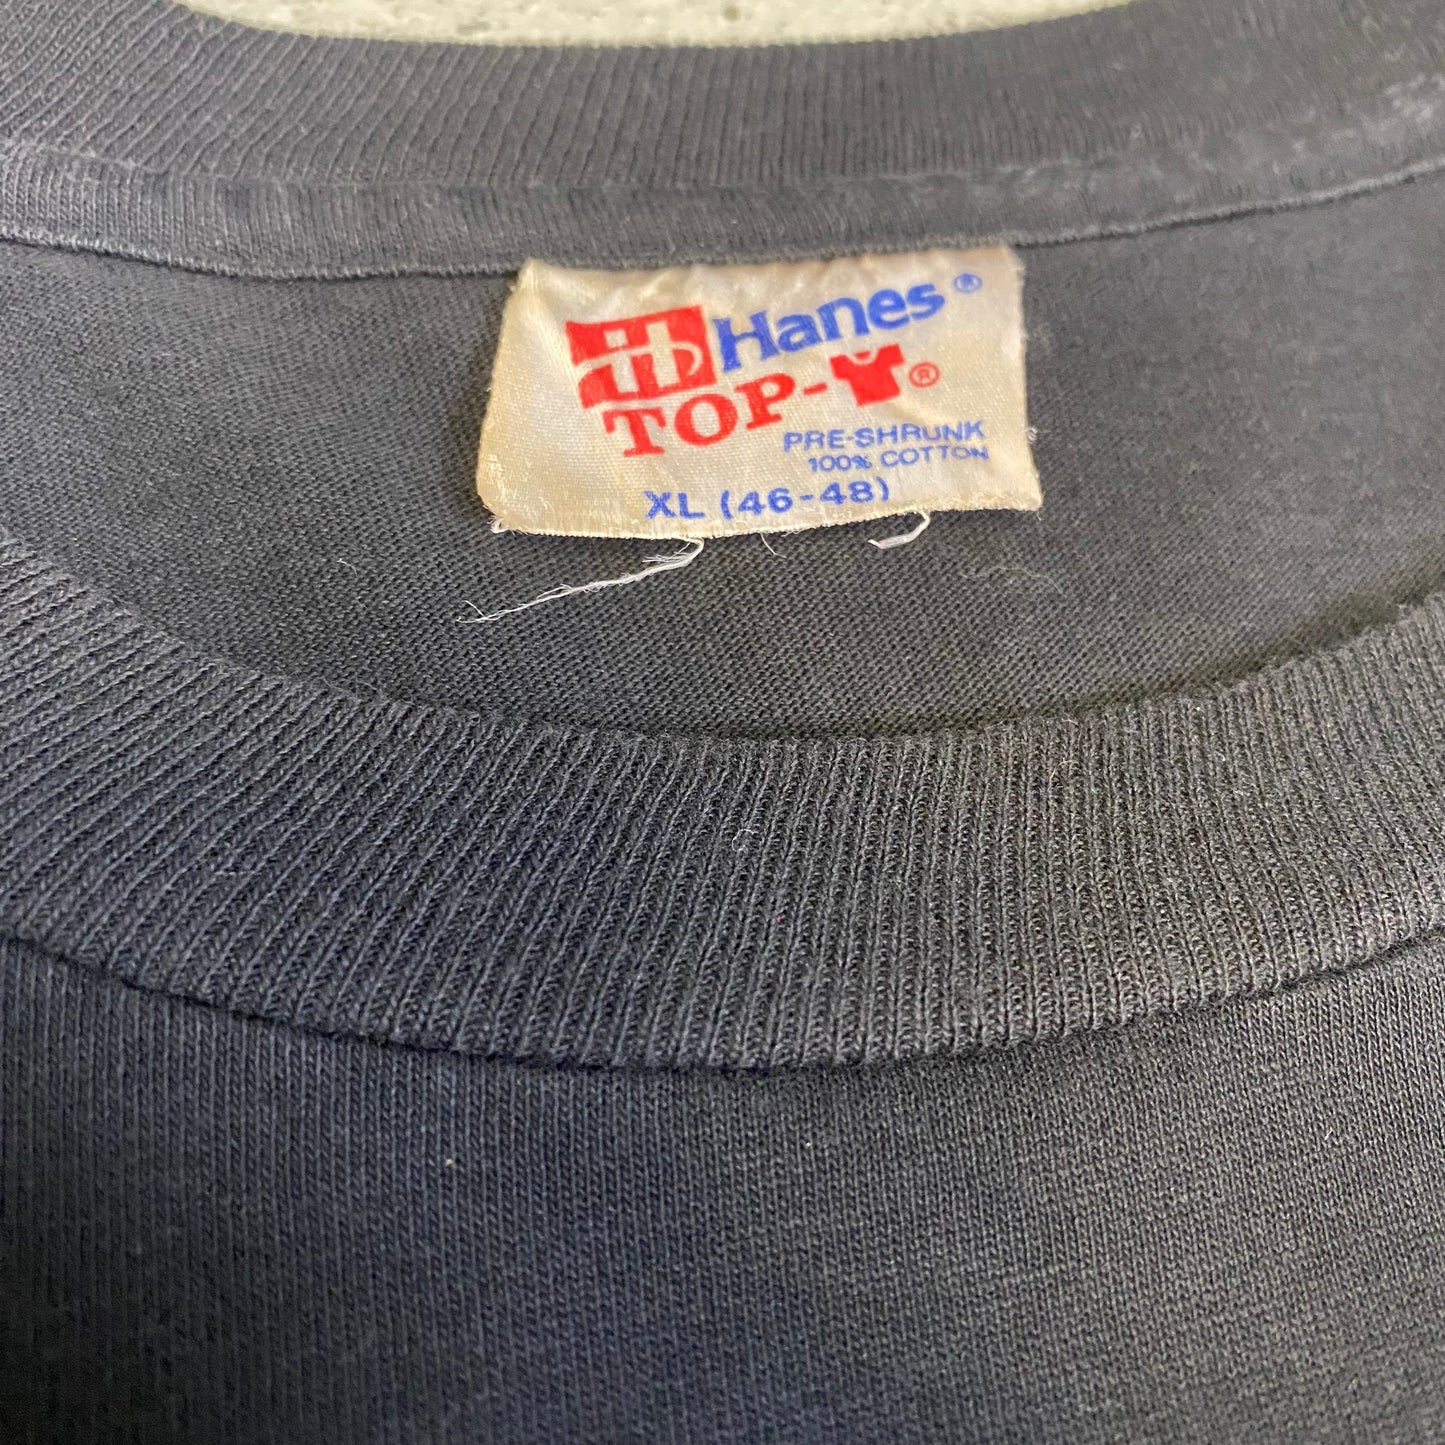 Hanes®
TOP-®
PRE-SHRUNK
100% COTTON
XL (46-48)